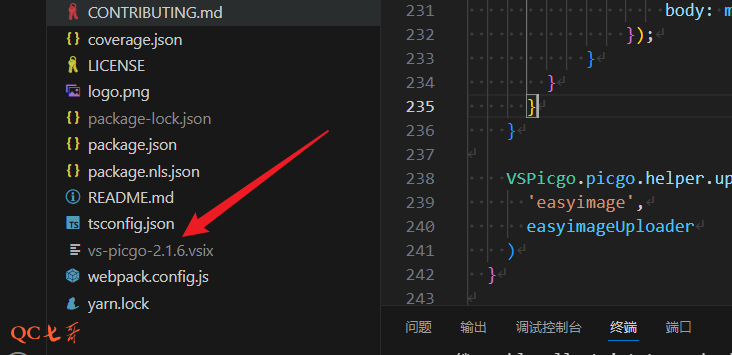 CONTRIBUTING.md
coverage.json
LICENSE
logo.png
package-lock.json
package.json
package.nls.json
README.md
tsconfig.json
vs-picgo-2.1.6.vsix
webpack.config.js
yarn.lock
QC七哥
231 body: m
232 });
233 }
234 }
235 }
236 }
237
238 VSPicgo.picgo.helper.up
239 'easyimage',
240 easyimageUploader
241 )
242 }
243
问题 输出 调试控制台 终端 端口